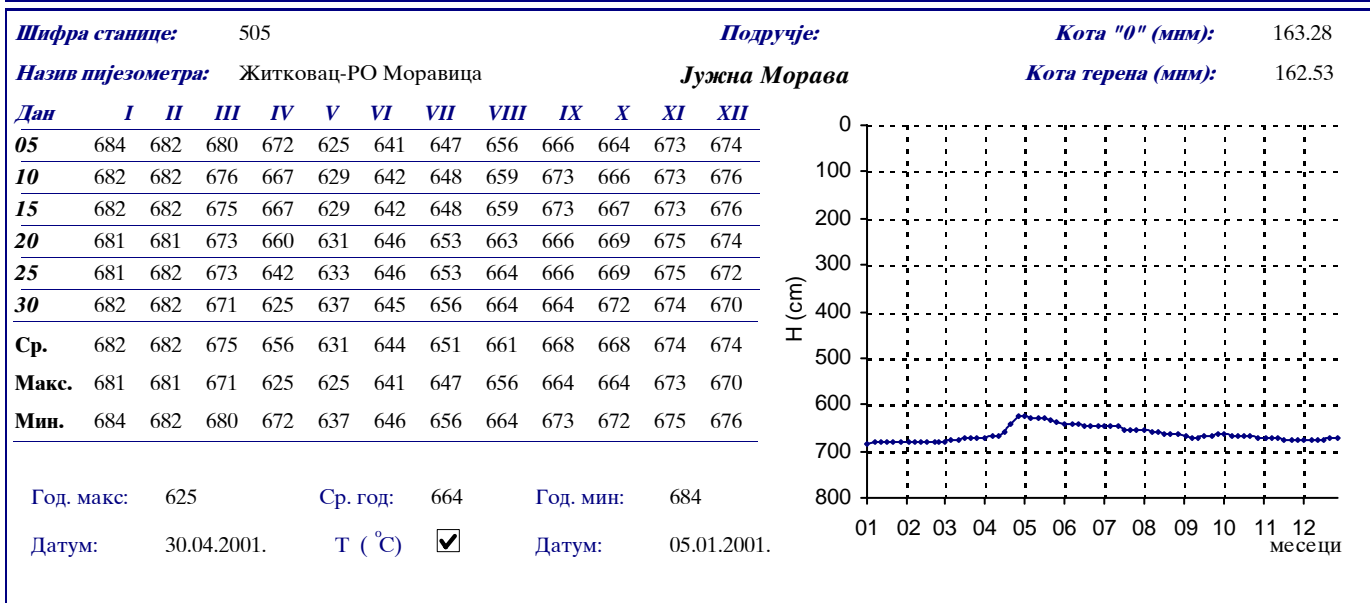 Шифра станице: 505 Подручје: Кота "0" (мнм): 163.28
Назив пијезометра: Житковац-РО Моравица Јужна Морава Кота терена (мнм): 162.53
Дан I II III IV V VI VII VIII IX X XI XII
05 684 682 680 672 625 641 647 656 666 664 673 674
10 682 682 676 667 629 642 648 659 673 666 673 676
15 682 682 675 667 629 642 648 659 673 667 673 676
20 681 681 673 660 631 646 653 663 666 669 675 674
25 681 682 673 642 633 646 653 664 666 669 675 672
30 682 682 671 625 637 645 656 664 664 672 674 670
Ср. 682 682 675 656 631 644 651 661 668 668 674 674
Макс. 681 681 671 625 625 641 647 656 664 664 673 670
Мин. 684 682 680 672 637 646 656 664 673 672 675 676
Год. макс: 625 Ср. год: 664 Год. мин: 684
Датум: 30.04.2001. Т ( °C) Датум: 05.01.2001.
H (cm)
0
100
200
300
400
500
600
700
800
01 02 03 04 05 06 07 08 09 10 11 12
месеци